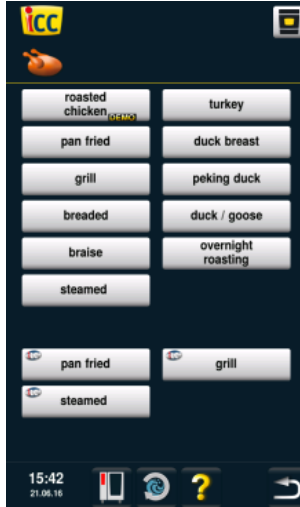 icc
roasted
chicken DEMO
turkey
pan fried
duck breast
grill
peking duck
breaded
duck / goose
braise
overnight
roasting
steamed
pan fried
grill
steamed
15:42
21.06.16
?